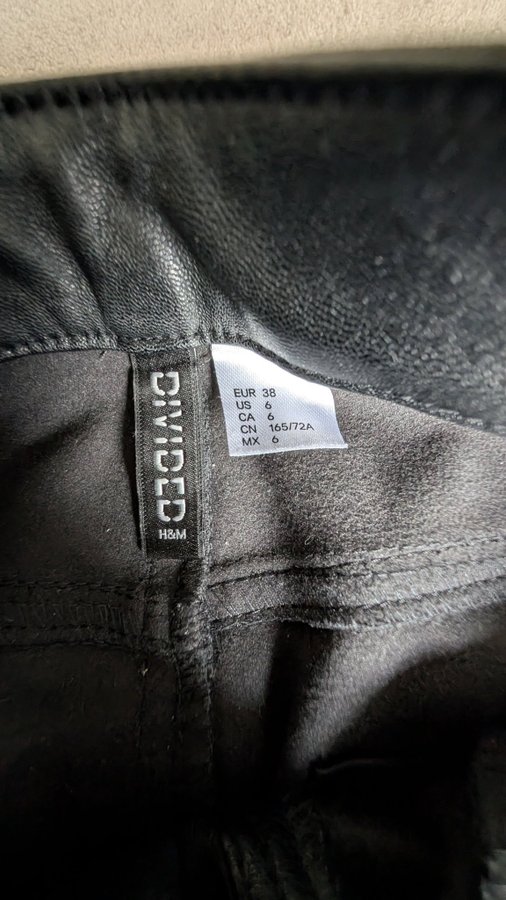 DIVIDED
H&M
EUR 38
US 6
CA 6
CN 165/72A
MX 6